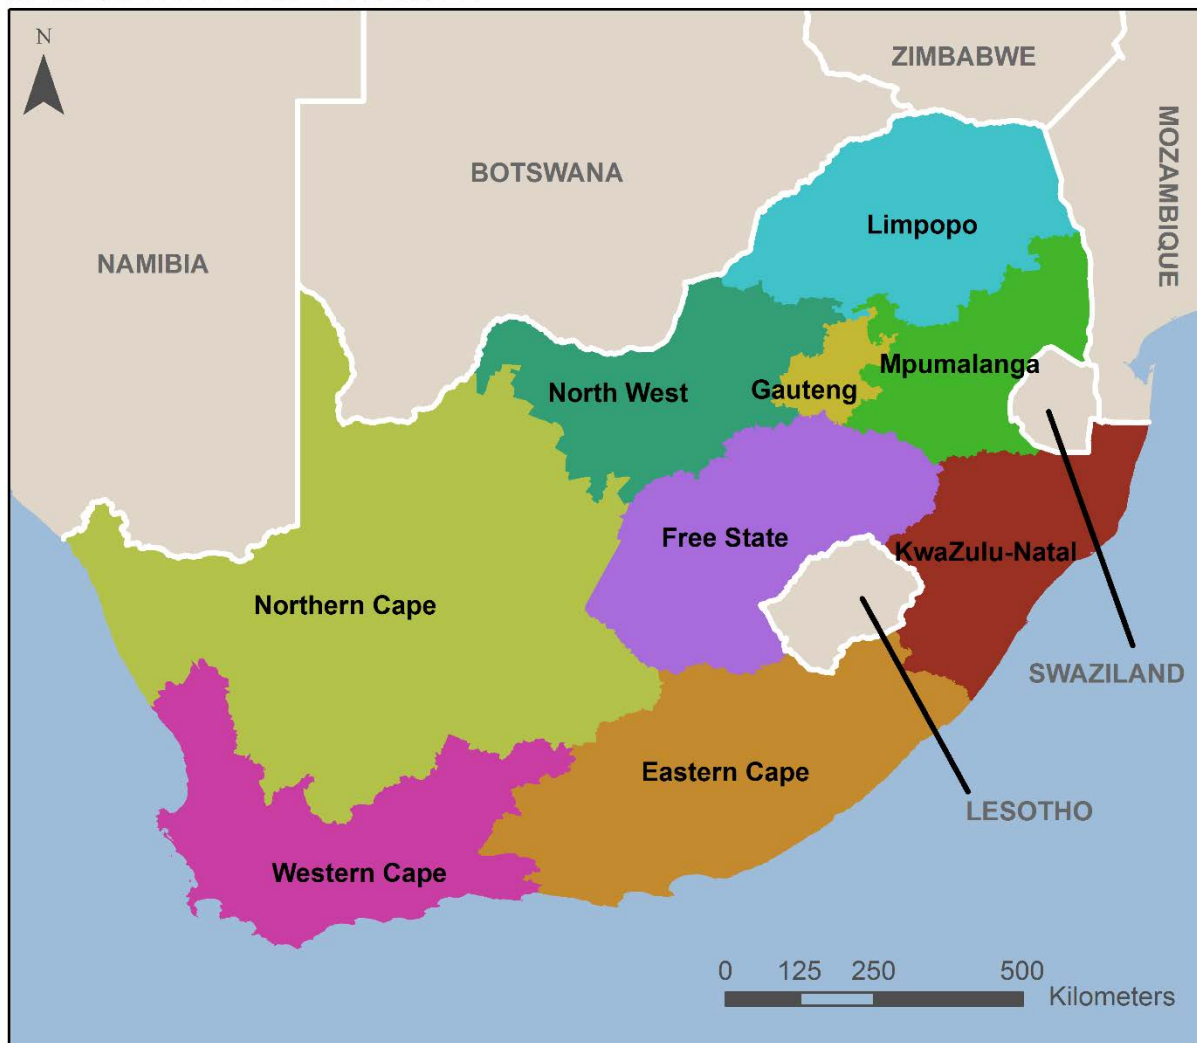 N
ZIMBABWE
MOZAMBIQUE
BOTSWANA
NAMIBIA
Limpopo
Mpumalanga
North West
Gauteng
Free State
KwaZulu-Natal
Northern Cape
SWAZILAND
Eastern Cape
LESOTHO
Western Cape
0 125 250 500
Kilometers